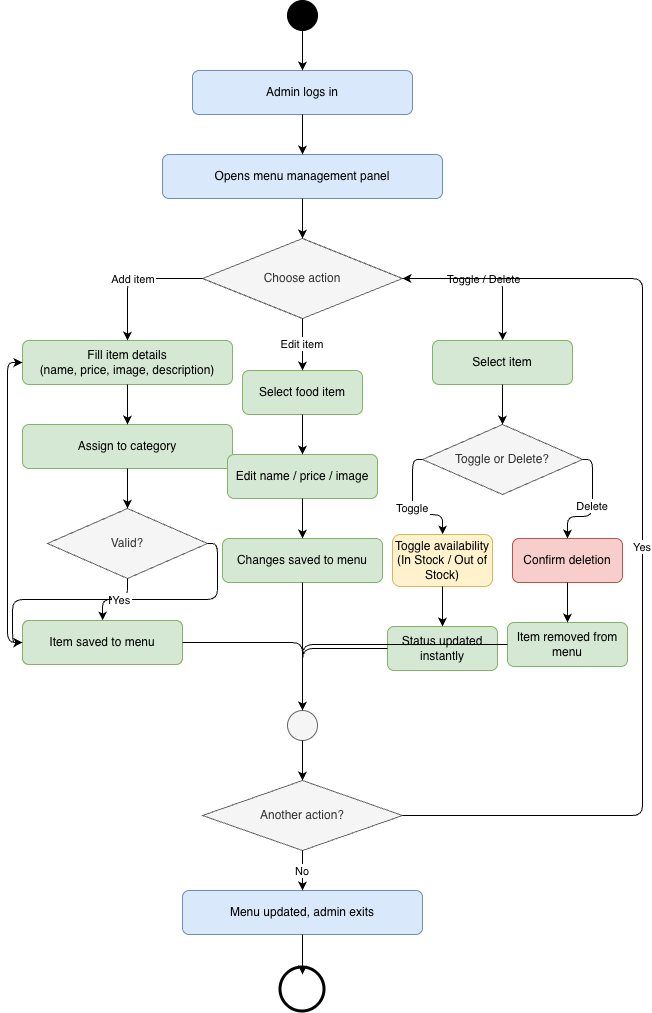 Admin logs in
Opens menu management panel
Choose action
Add item
Toggle / Delete
Edit item
Fill item details
(name, price, image, description)
Select food item
Select item
Assign to category
Edit name / price / image
Toggle or Delete?
Toggle
Delete
Valid?
Changes saved to menu
Toggle availability
(In Stock / Out of
Stock)
Confirm deletion
Yes
Yes
Item saved to menu
Status updated
instantly
Item removed from
menu
Another action?
No
Menu updated, admin exits